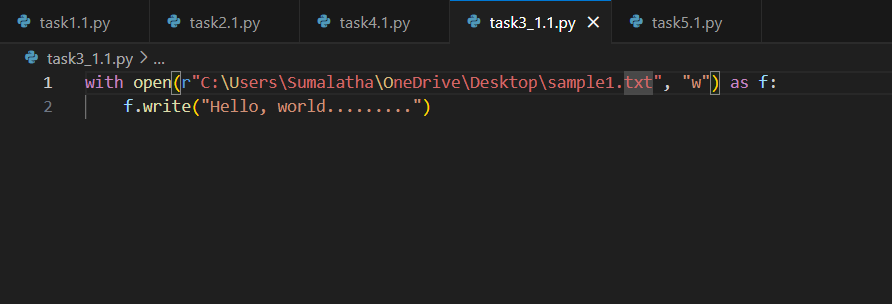 task1.1.py task2.1.py task4.1.py task3_1.1.py × task5.1.py
task3_1.1.py > ...
1 with open(r"C:\Users\Sumalatha\OneDrive\Desktop\sample1.txt", "w") as f:
2 f.write("Hello, world.........")